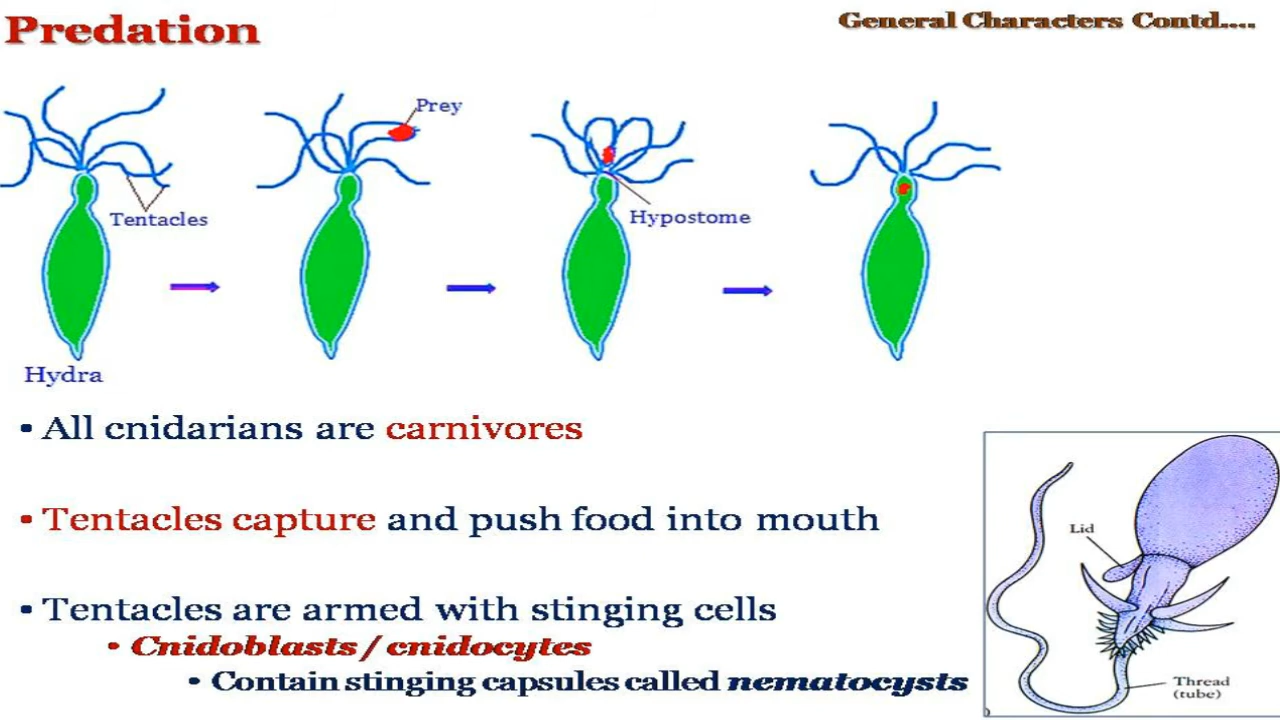 Predation
General Characters Contd....
Prey
Tentacles
Hypostome
Hydra
• All cnidarians are carnivores
• Tentacles capture and push food into mouth
• Tentacles are armed with stinging cells
• Cnidoblasts / cnidocytes
• Contain stinging capsules called nematocysts
Lid
Thread
(tube)